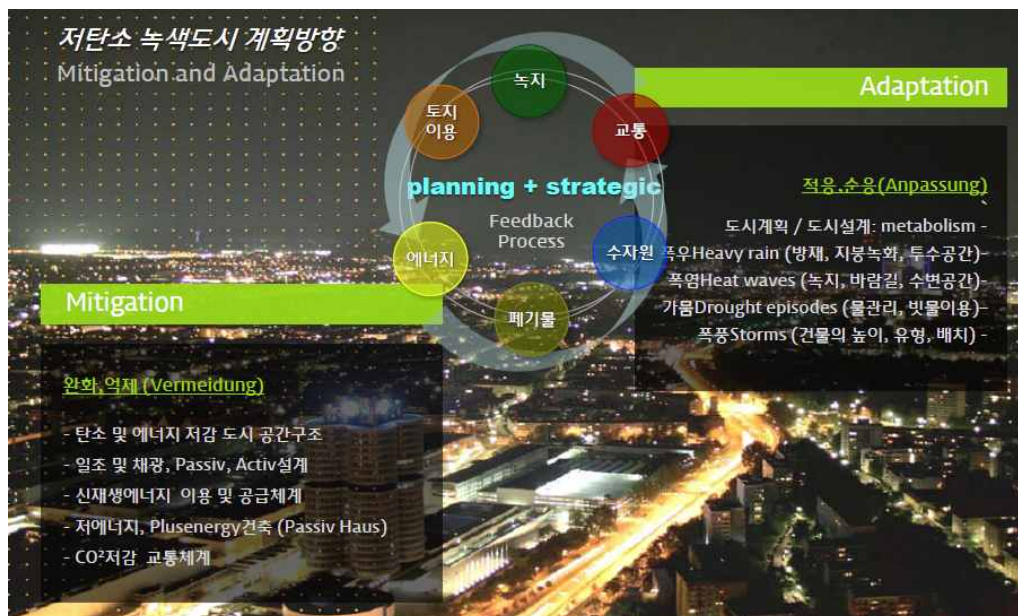 저탄소 녹색도시 계획방향
Mitigation and Adaptation
녹지
토지
이용
교통
planning + strategic
Feedback
Process
에너지
수자원
폐기물
Adaptation
적응,순응(Anpassung)
`
도시계획 / 도시설계: metabolism -
폭우Heavy rain (방재, 지붕녹화, 투수공간)-
폭염Heat waves (녹지, 바람길, 수변공간)-
가뭄Drought episodes (물관리, 빗물이용)-
폭풍Storms (건물의 높이, 유형, 배치) -
Mitigation
완화,억제 (Vermeidung)
- 탄소 및 에너지 저감 도시 공간구조
- 일조 및 채광, Passiv, Activ설계
- 신재생에너지 이용 및 공급체계
- 저에너지, Plusenergy건축 (Passiv Haus)
- CO²저감 교통체계